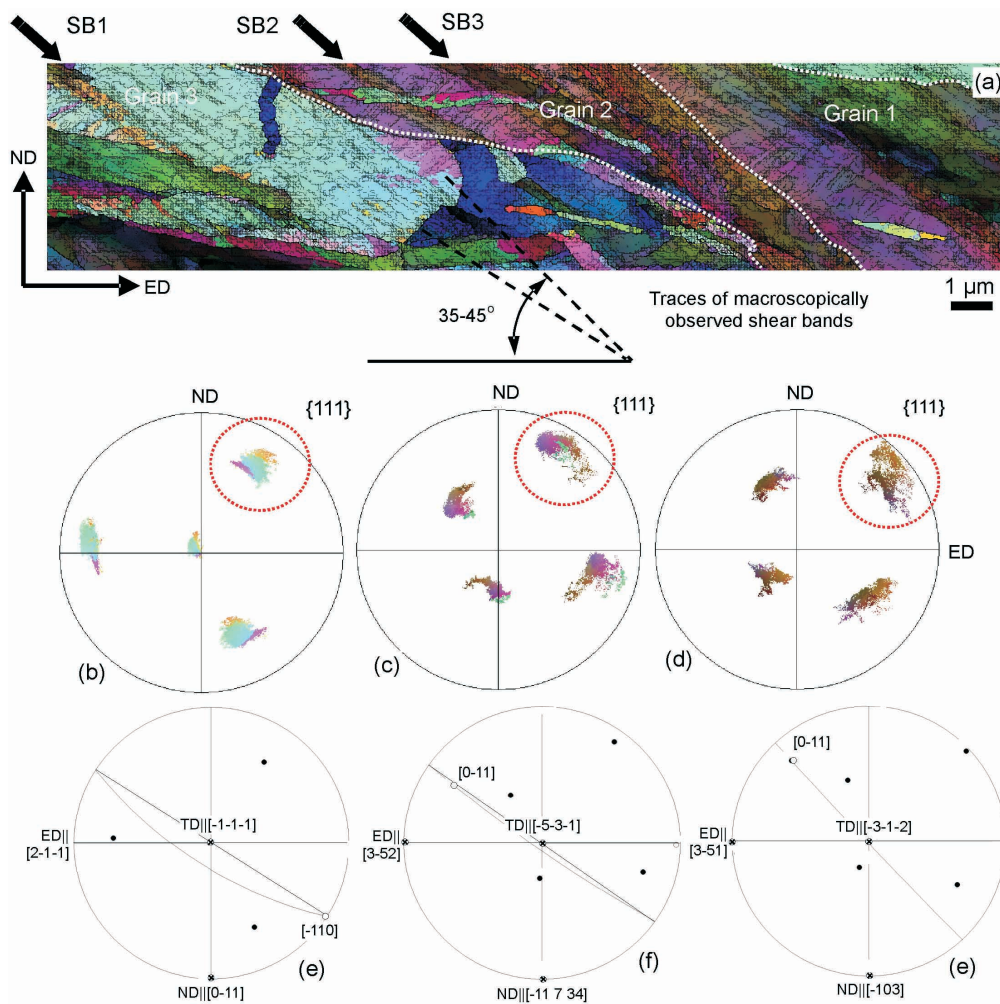 SB1
SB2
SB3
(a)
Grain 3
Grain 2
Grain 1
ND
ED
1 µm
35-45°
Traces of macroscopically
observed shear bands
ND
{111}
ND
{111}
ND
{111}
ED
(b)
(c)
(d)
[0-11]
[0-11]
TD||[-1-1-1]
TD||[-5-3-1]
TD||[-3-1-2]
ED||
[2-1-1]
ED||
[3-52]
ED||
[3-51]
[-110]
(e)
(f)
(e)
ND||[0-11]
ND||[-11 7 34]
ND||[-103]